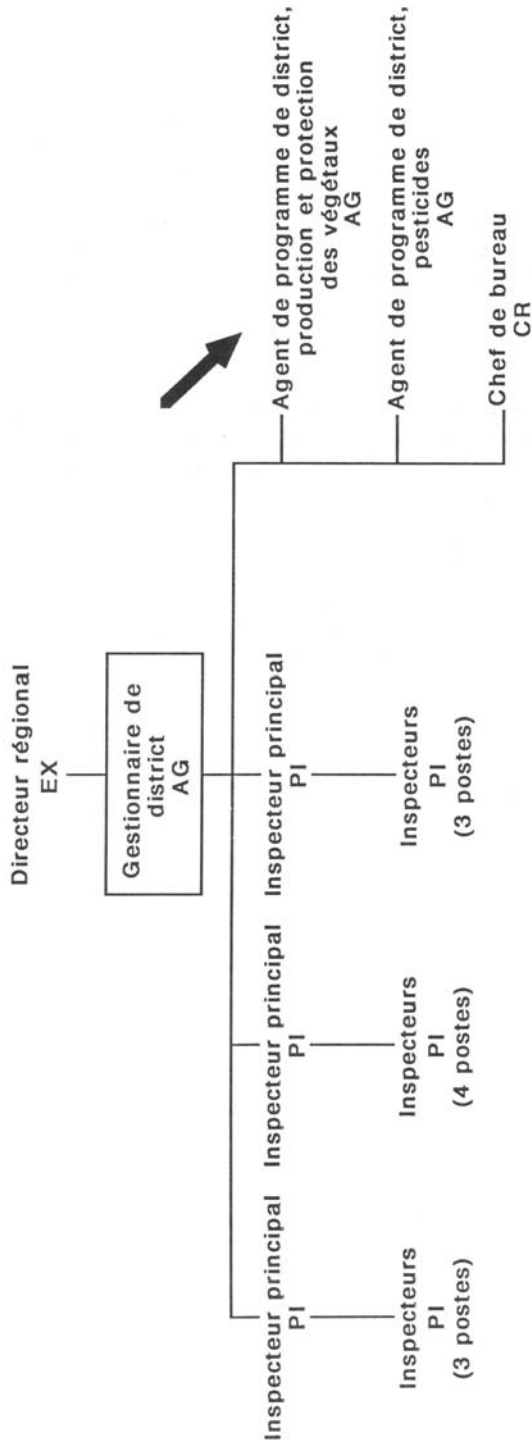 Directeur régional
EX
Gestionnaire de
district
AG
Inspecteur principal
PI
Inspecteurs
PI
(3 postes)
Inspecteur principal
PI
Inspecteurs
PI
(4 postes)
Inspecteur principal
PI
Inspecteurs
PI
(3 postes)
Agent de programme de district,
production et protection
des végétaux
AG
Agent de programme de district,
pesticides
AG
Chef de bureau
CR